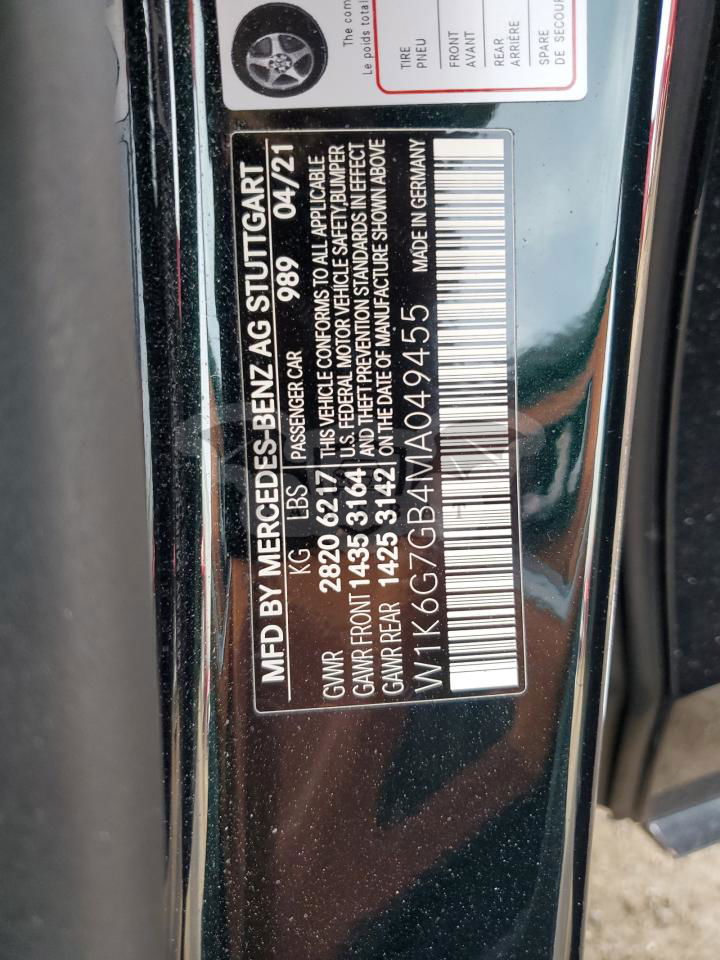 The com
Le poids total
TIRE
PNEU
FRONT
AVANT
REAR
ARRIÈRE
SPARE
DE SECOUR
MFD BY MERCEDES-BENZ AG STUTTGART
KG LBS PASSENGER CAR 989 04/21
GVWR 2820 6217 THIS VEHICLE CONFORMS TO ALL APPLICABLE
GAWR FRONT 1435 3164 U.S. FEDERAL MOTOR VEHICLE SAFETY,BUMPER
AND THEFT PREVENTION STANDARDS IN EFFECT
GAWR REAR 1425 3142 ON THE DATE OF MANUFACTURE SHOWN ABOVE
W1K6G7GB4MA049455 MADE IN GERMANY